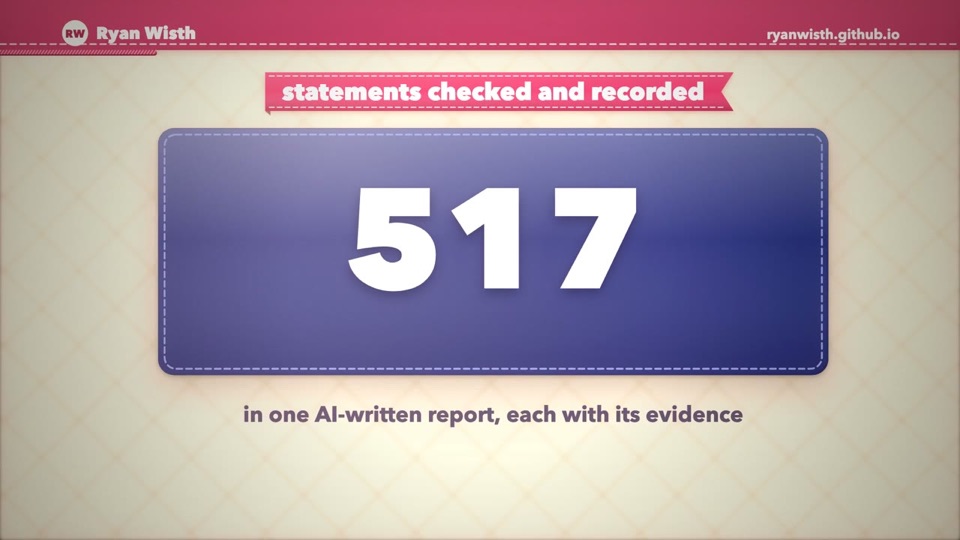 RW Ryan Wisth
ryanwisth.github.io
statements checked and recorded
517
in one AI-written report, each with its evidence